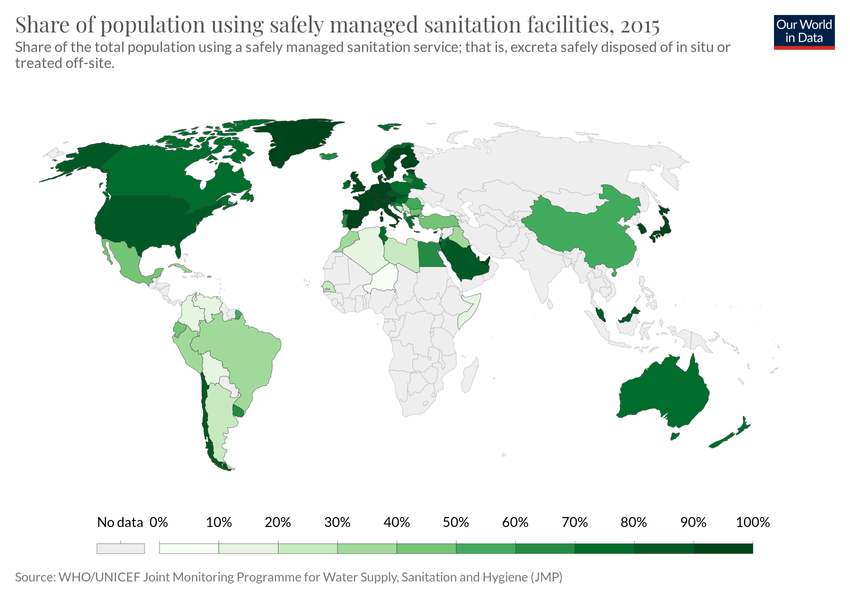 Share of population using safely managed sanitation facilities, 2015
Our World
in Data
Share of the total population using a safely managed sanitation service; that is, excreta safely disposed of in situ or
treated off-site.
No data 0% 10% 20% 30% 40% 50% 60% 70% 80% 90% 100%
Source: WHO/UNICEF Joint Monitoring Programme for Water Supply, Sanitation and Hygiene (JMP)